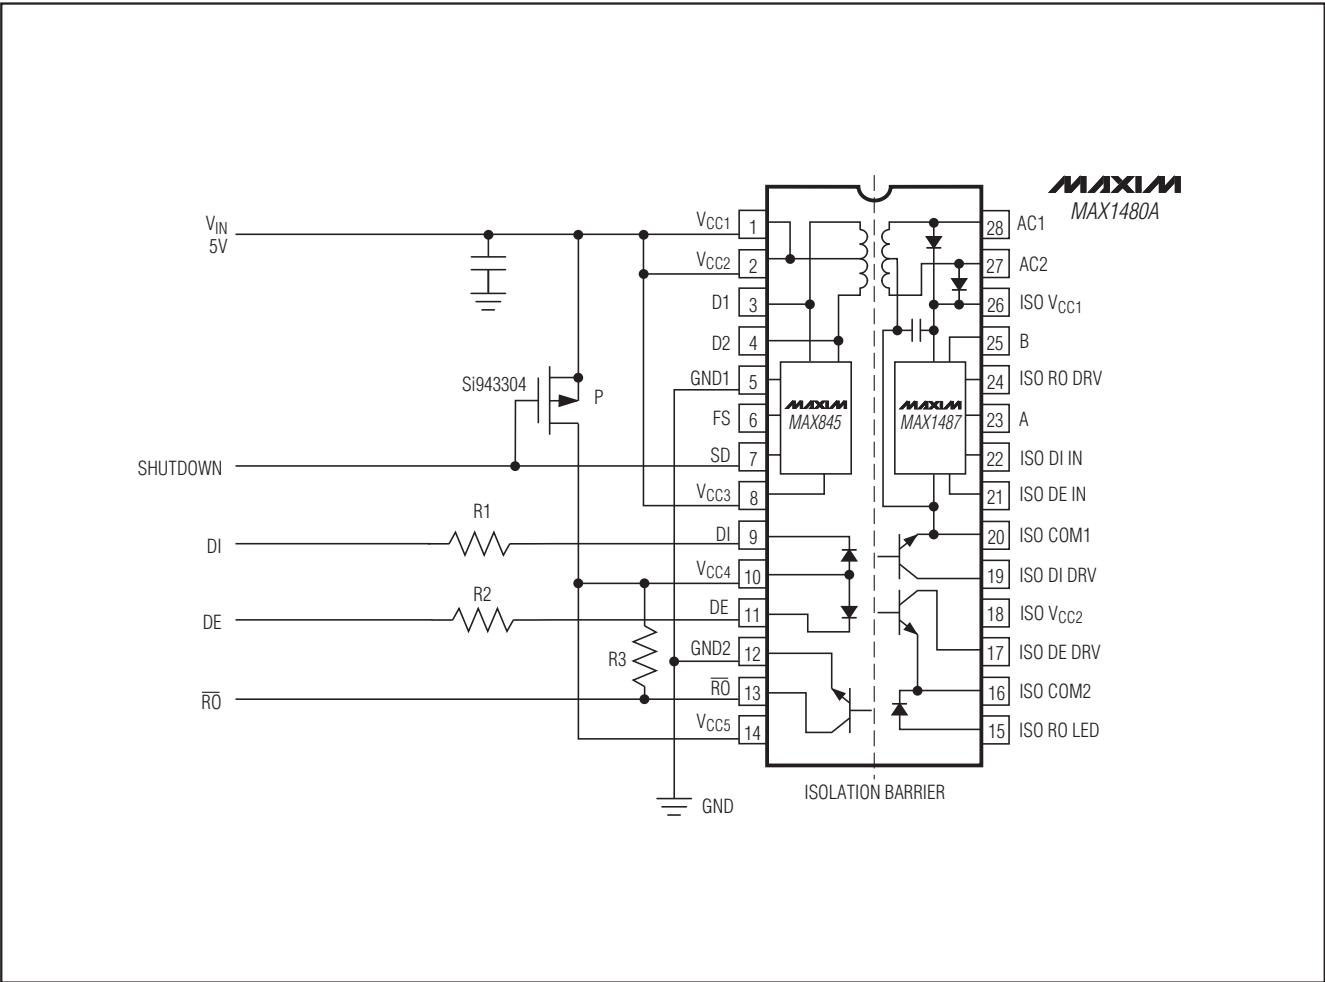 MAXIM
MAX1480A
VIN
5V
VCC1
1
28
AC1
VCC2
2
27
AC2
D1
3
26
ISO VCC1
D2
4
25
B
GND1
5
24
ISO RO DRV
Si943304
P
MAXIM
MAX845
MAXIM
MAX1487
FS
6
23
A
SHUTDOWN
SD
7
22
ISO DI IN
VCC3
8
21
ISO DE IN
R1
DI
DI
9
20
ISO COM1
VCC4
10
19
ISO DI DRV
R2
DE
DE
11
18
ISO VCC2
R3
GND2
12
17
ISO DE DRV
R̅O̅
R̅O̅
13
16
ISO COM2
VCC5
14
15
ISO RO LED
ISOLATION BARRIER
GND